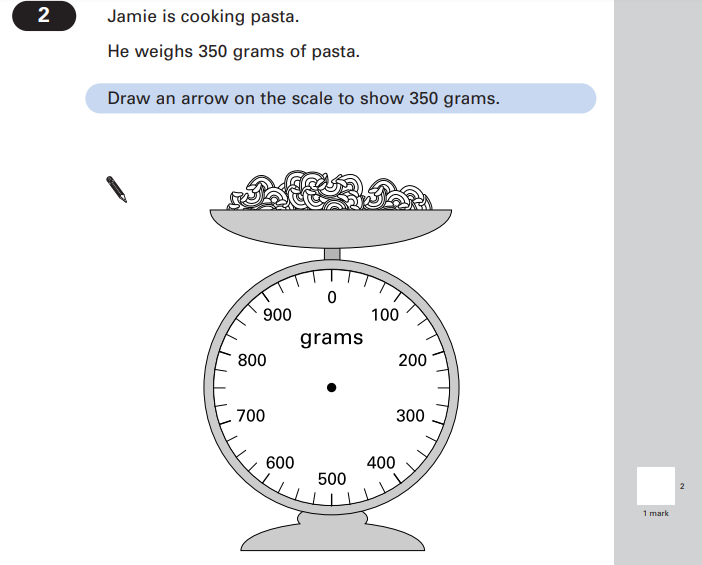 2
Jamie is cooking pasta.
He weighs 350 grams of pasta.
Draw an arrow on the scale to show 350 grams.
0
900
100
grams
800
200
700
300
600
400
500
2
1 mark